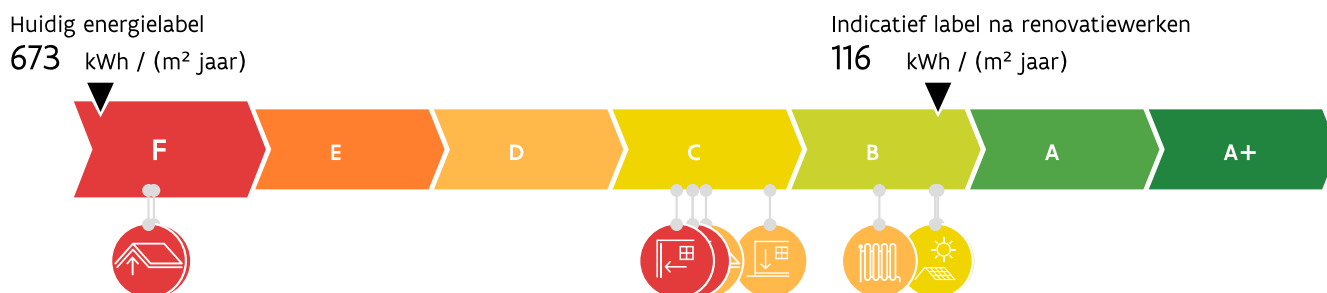 Huidig energielabel
673 kWh / (m² jaar)
Indicatief label na renovatiewerken
116 kWh / (m² jaar)
F E D C B A A+